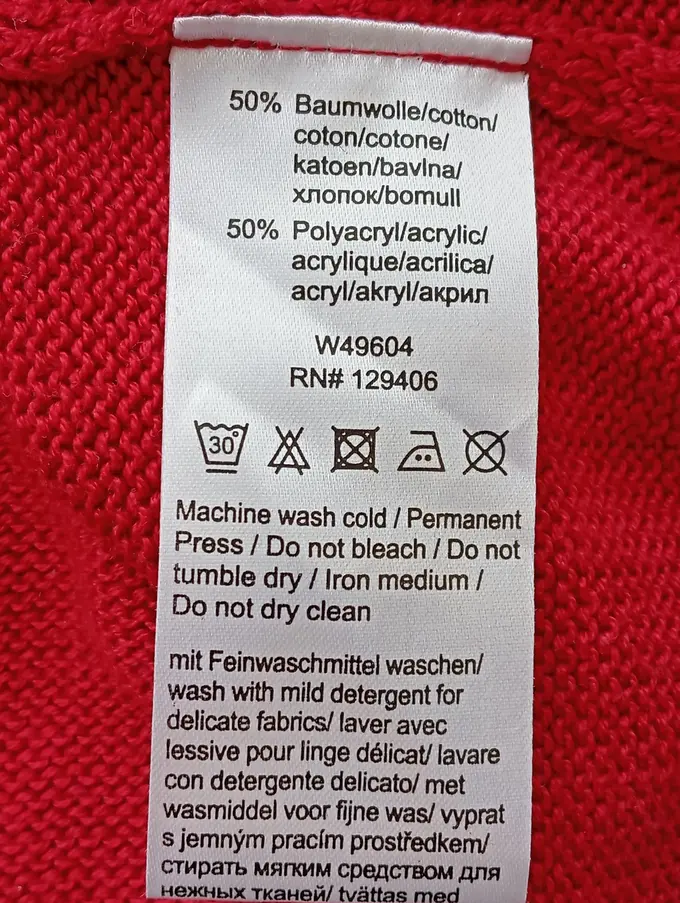 50% Baumwolle/cotton/
coton/cotone/
katoen/bavlna/
хлопок/bomull
50% Polyacryl/acrylic/
acrylique/acrilica/
acryl/akryl/акрил
W49604
RN# 129406
30°
Machine wash cold / Permanent
Press / Do not bleach / Do not
tumble dry / Iron medium /
Do not dry clean
mit Feinwaschmittel waschen/
wash with mild detergent for
delicate fabrics/ laver avec
lessive pour linge délicat/ lavare
con detergente delicato/ met
wasmiddel voor fijne was/ vyprat
s jemným pracím prostředkem/
стирать мягким средством для
нежных тканей/ tvättas med